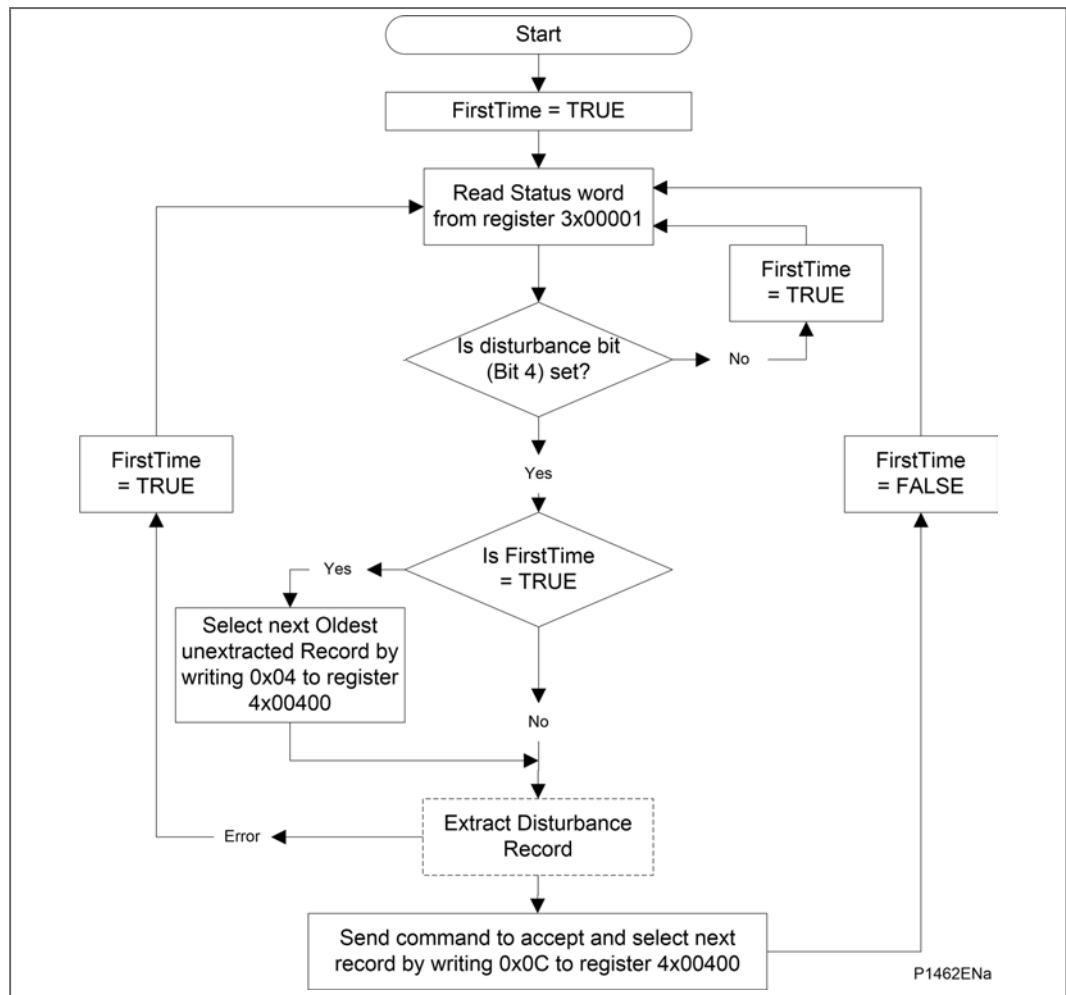 Start
FirstTime = TRUE
Read Status word
from register 3x00001
FirstTime
= TRUE
Is disturbance bit
(Bit 4) set?
No
FirstTime
= TRUE
Yes
FirstTime
= FALSE
Is FirstTime
= TRUE
Yes
Select next Oldest
unextracted Record by
writing 0x04 to register
4x00400
No
Extract Disturbance
Record
Error
Send command to accept and select next
record by writing 0x0C to register 4x00400
P1462ENa